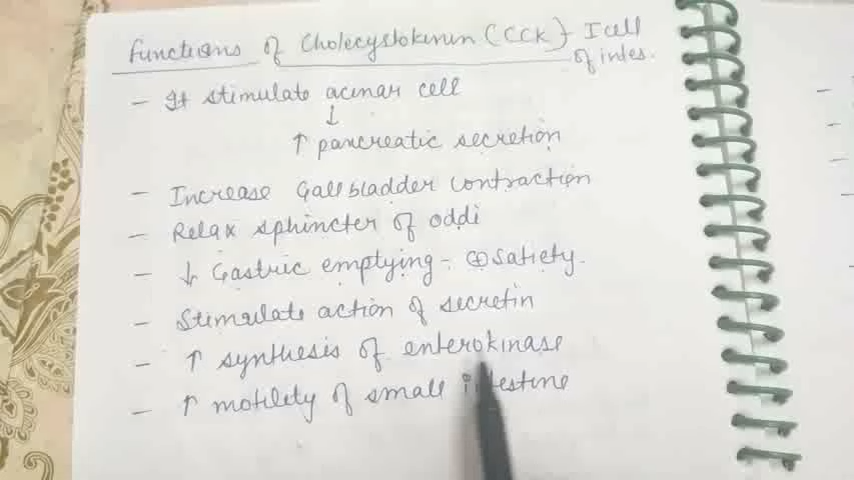 Functions of Cholecystokinin (CCK) - I cell
of intes.
- It stimulate acinar cell
↓
↑ pancreatic secretion
- Increase Gallbladder contraction
- Relax sphincter of oddi
- ↓ Gastric emptying - ⊕ satiety.
- Stimulate action of secretin
- ↑ synthesis of enterokinase
- ↑ motility of small intestine